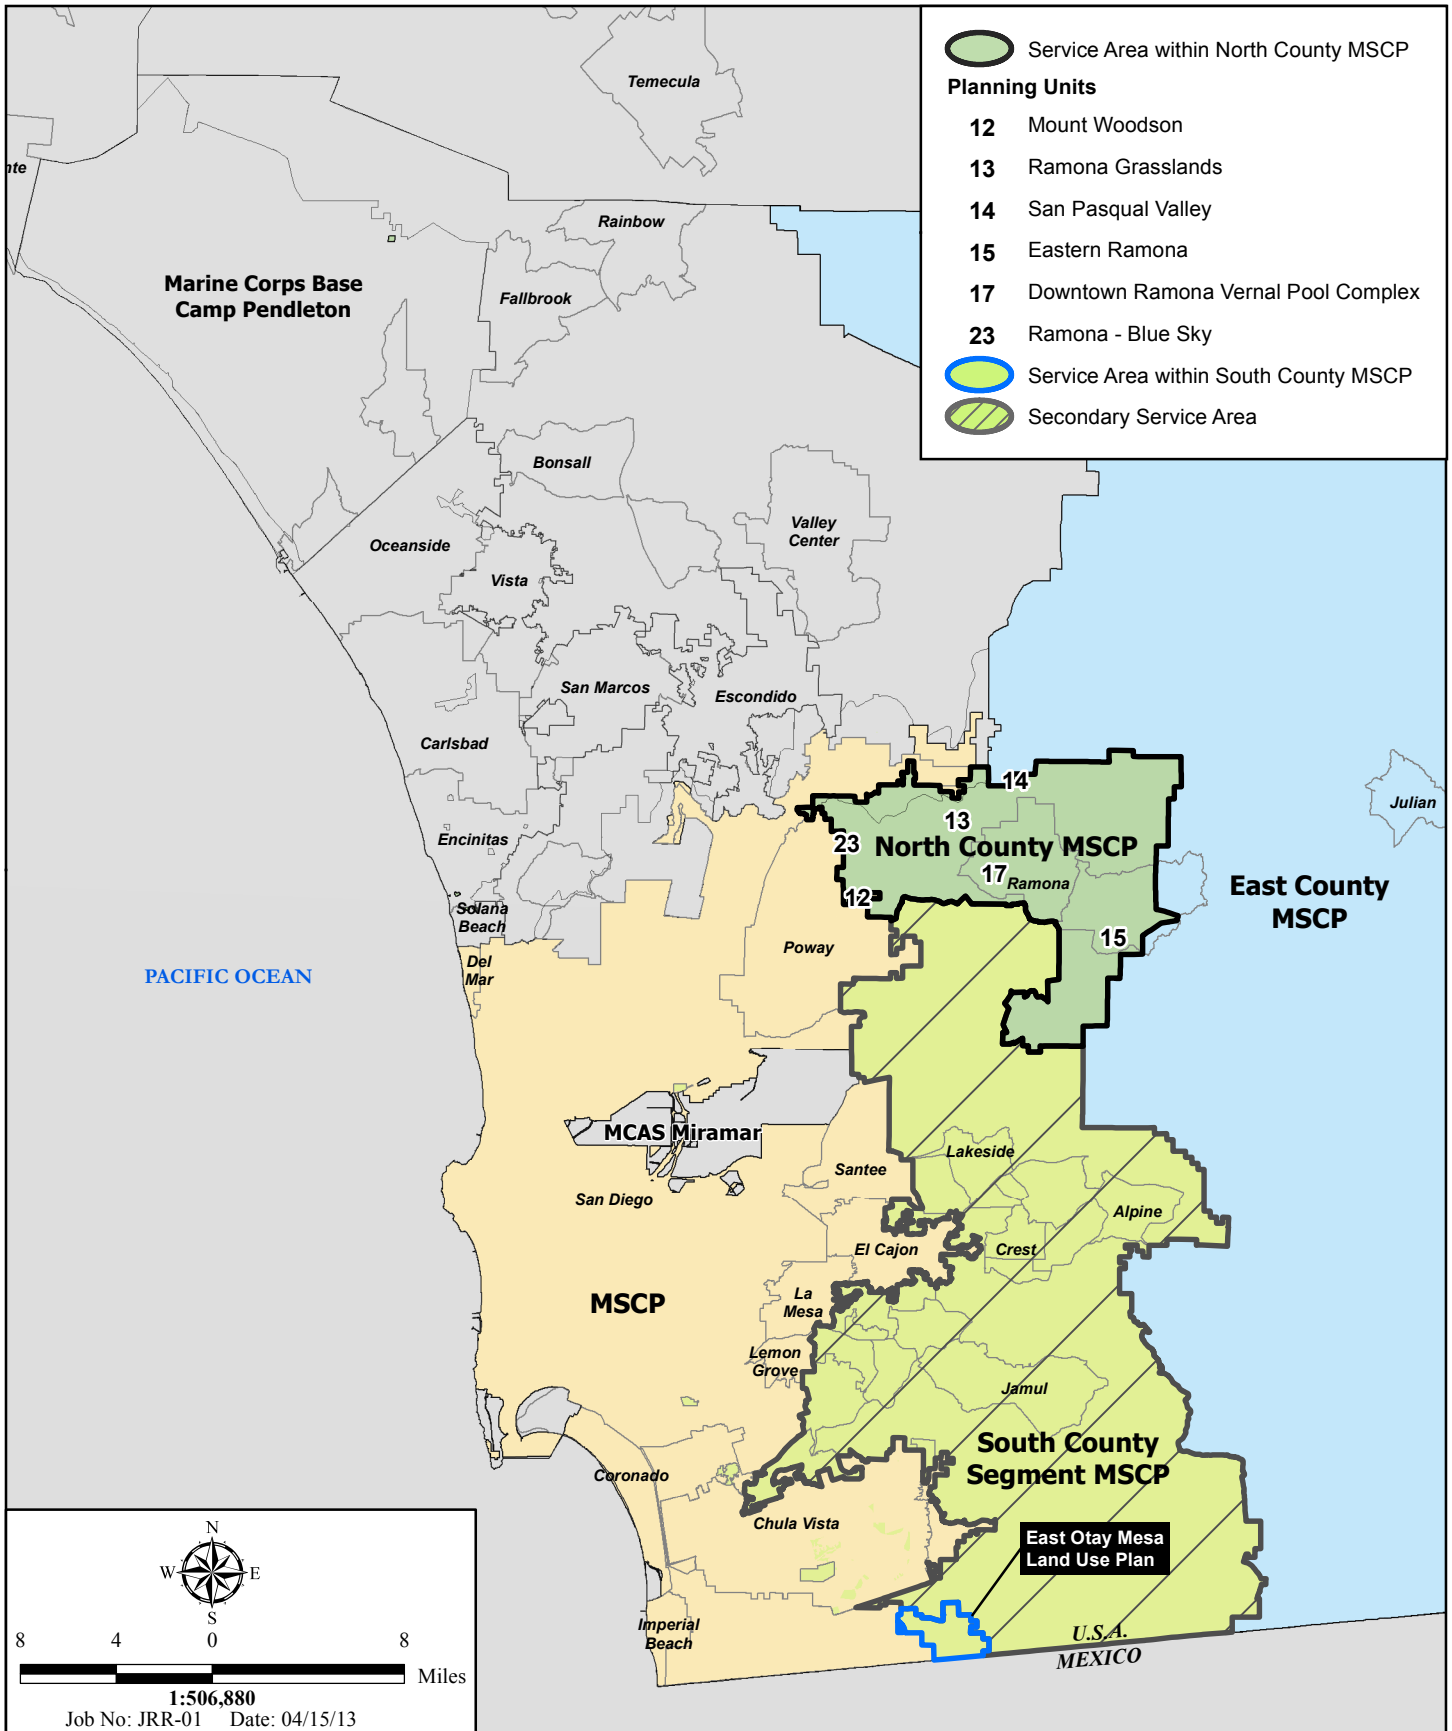 Service Area within North County MSCP
Planning Units
12 Mount Woodson
13 Ramona Grasslands
14 San Pasqual Valley
15 Eastern Ramona
17 Downtown Ramona Vernal Pool Complex
23 Ramona - Blue Sky
Service Area within South County MSCP
Secondary Service Area
Temecula
nte
Rainbow
Marine Corps Base
Camp Pendleton
Fallbrook
Bonsall
Valley
Center
Oceanside
Vista
San Marcos
Escondido
Carlsbad
14
Julian
13
Encinitas
23
North County MSCP
17
Ramona
East County
MSCP
12
Solana
Beach
15
Poway
Del
Mar
PACIFIC OCEAN
MCAS Miramar
Lakeside
Santee
San Diego
Alpine
El Cajon
Crest
La
Mesa
MSCP
Lemon
Grove
Jamul
South County
Segment MSCP
Coronado
Chula Vista
East Otay Mesa
Land Use Plan
Imperial
Beach
U.S.A.
MEXICO
N
W E
S
8 4 0 8
Miles
1:506,880
Job No: JRR-01 Date: 04/15/13